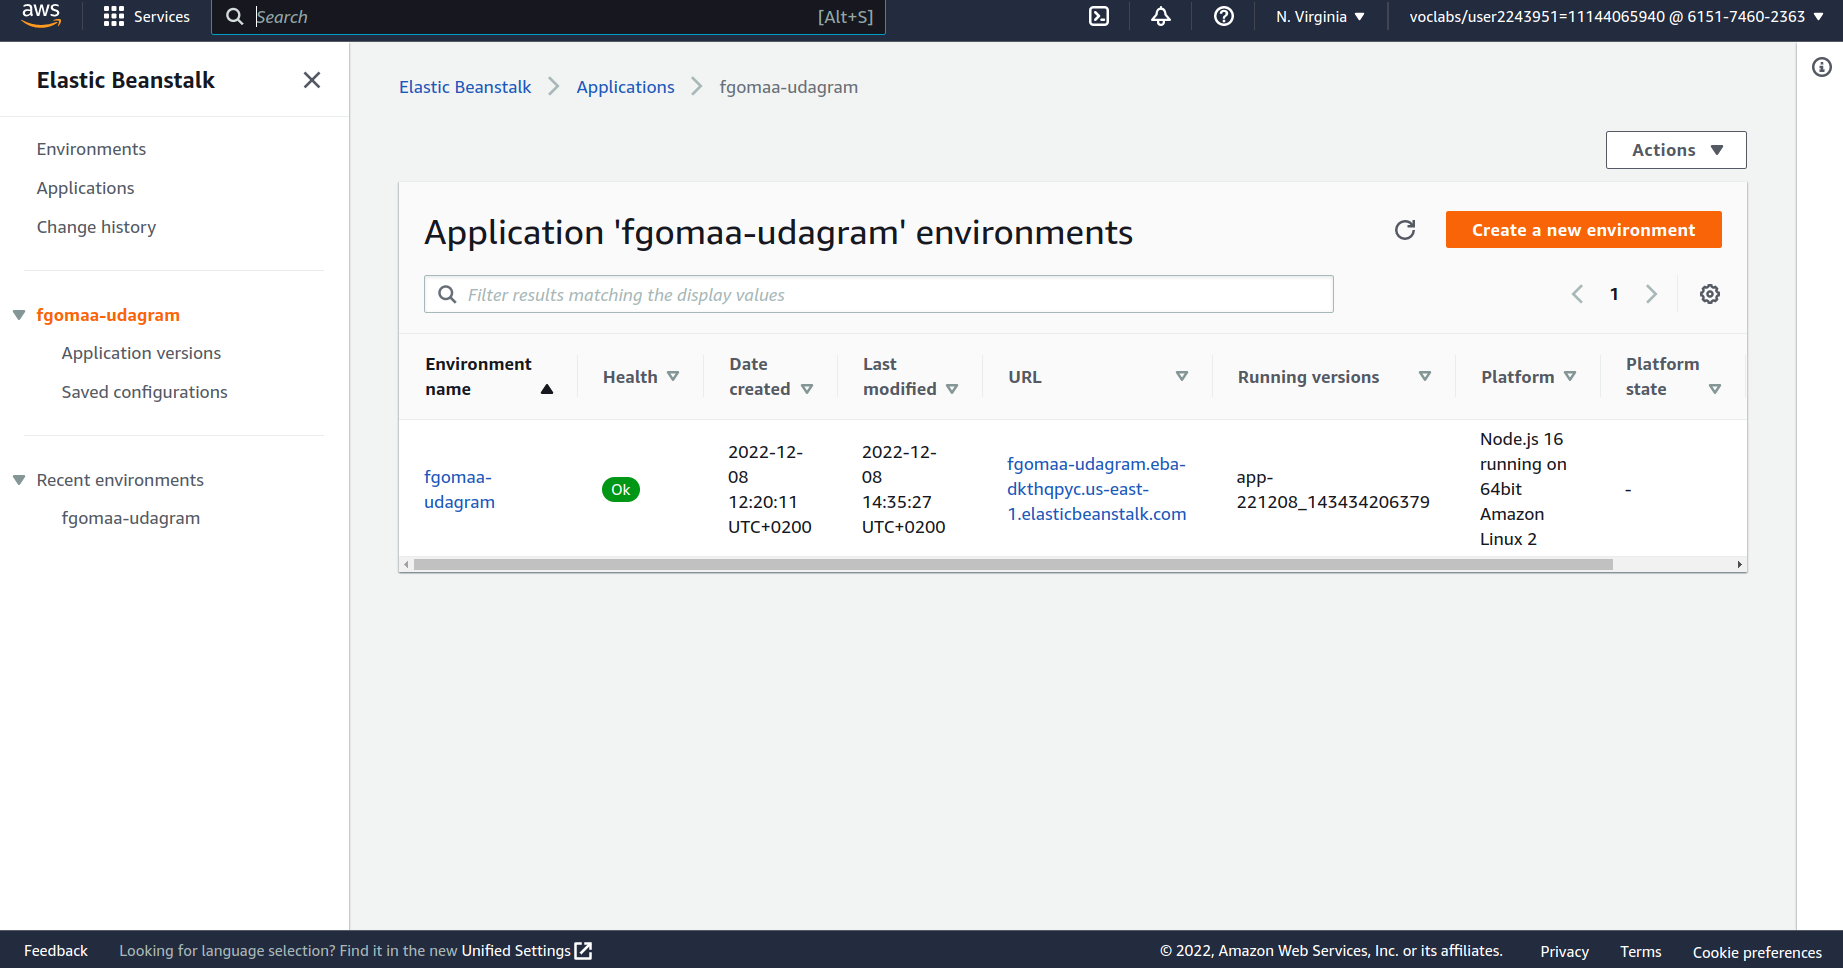 aws
Services
Search [Alt+S]
N. Virginia
voclabs/user2243951=11144065940 @ 6151-7460-2363
Elastic Beanstalk
Environments
Applications
Change history
fgomaa-udagram
Application versions
Saved configurations
Recent environments
fgomaa-udagram
Elastic Beanstalk
Applications
fgomaa-udagram
Actions
Application 'fgomaa-udagram' environments
Create a new environment
Filter results matching the display values
1
Environment
name
Health
Date
created
Last
modified
URL
Running versions
Platform
Platform
state
fgomaa-
udagram
Ok
2022-12-
08
12:20:11
UTC+0200
2022-12-
08
14:35:27
UTC+0200
fgomaa-udagram.eba-
dkthqpyc.us-east-
1.elasticbeanstalk.com
app-
221208_143434206379
Node.js 16
running on
64bit
Amazon
Linux 2
-
Feedback
Looking for language selection? Find it in the new Unified Settings
© 2022, Amazon Web Services, Inc. or its affiliates.
Privacy
Terms
Cookie preferences